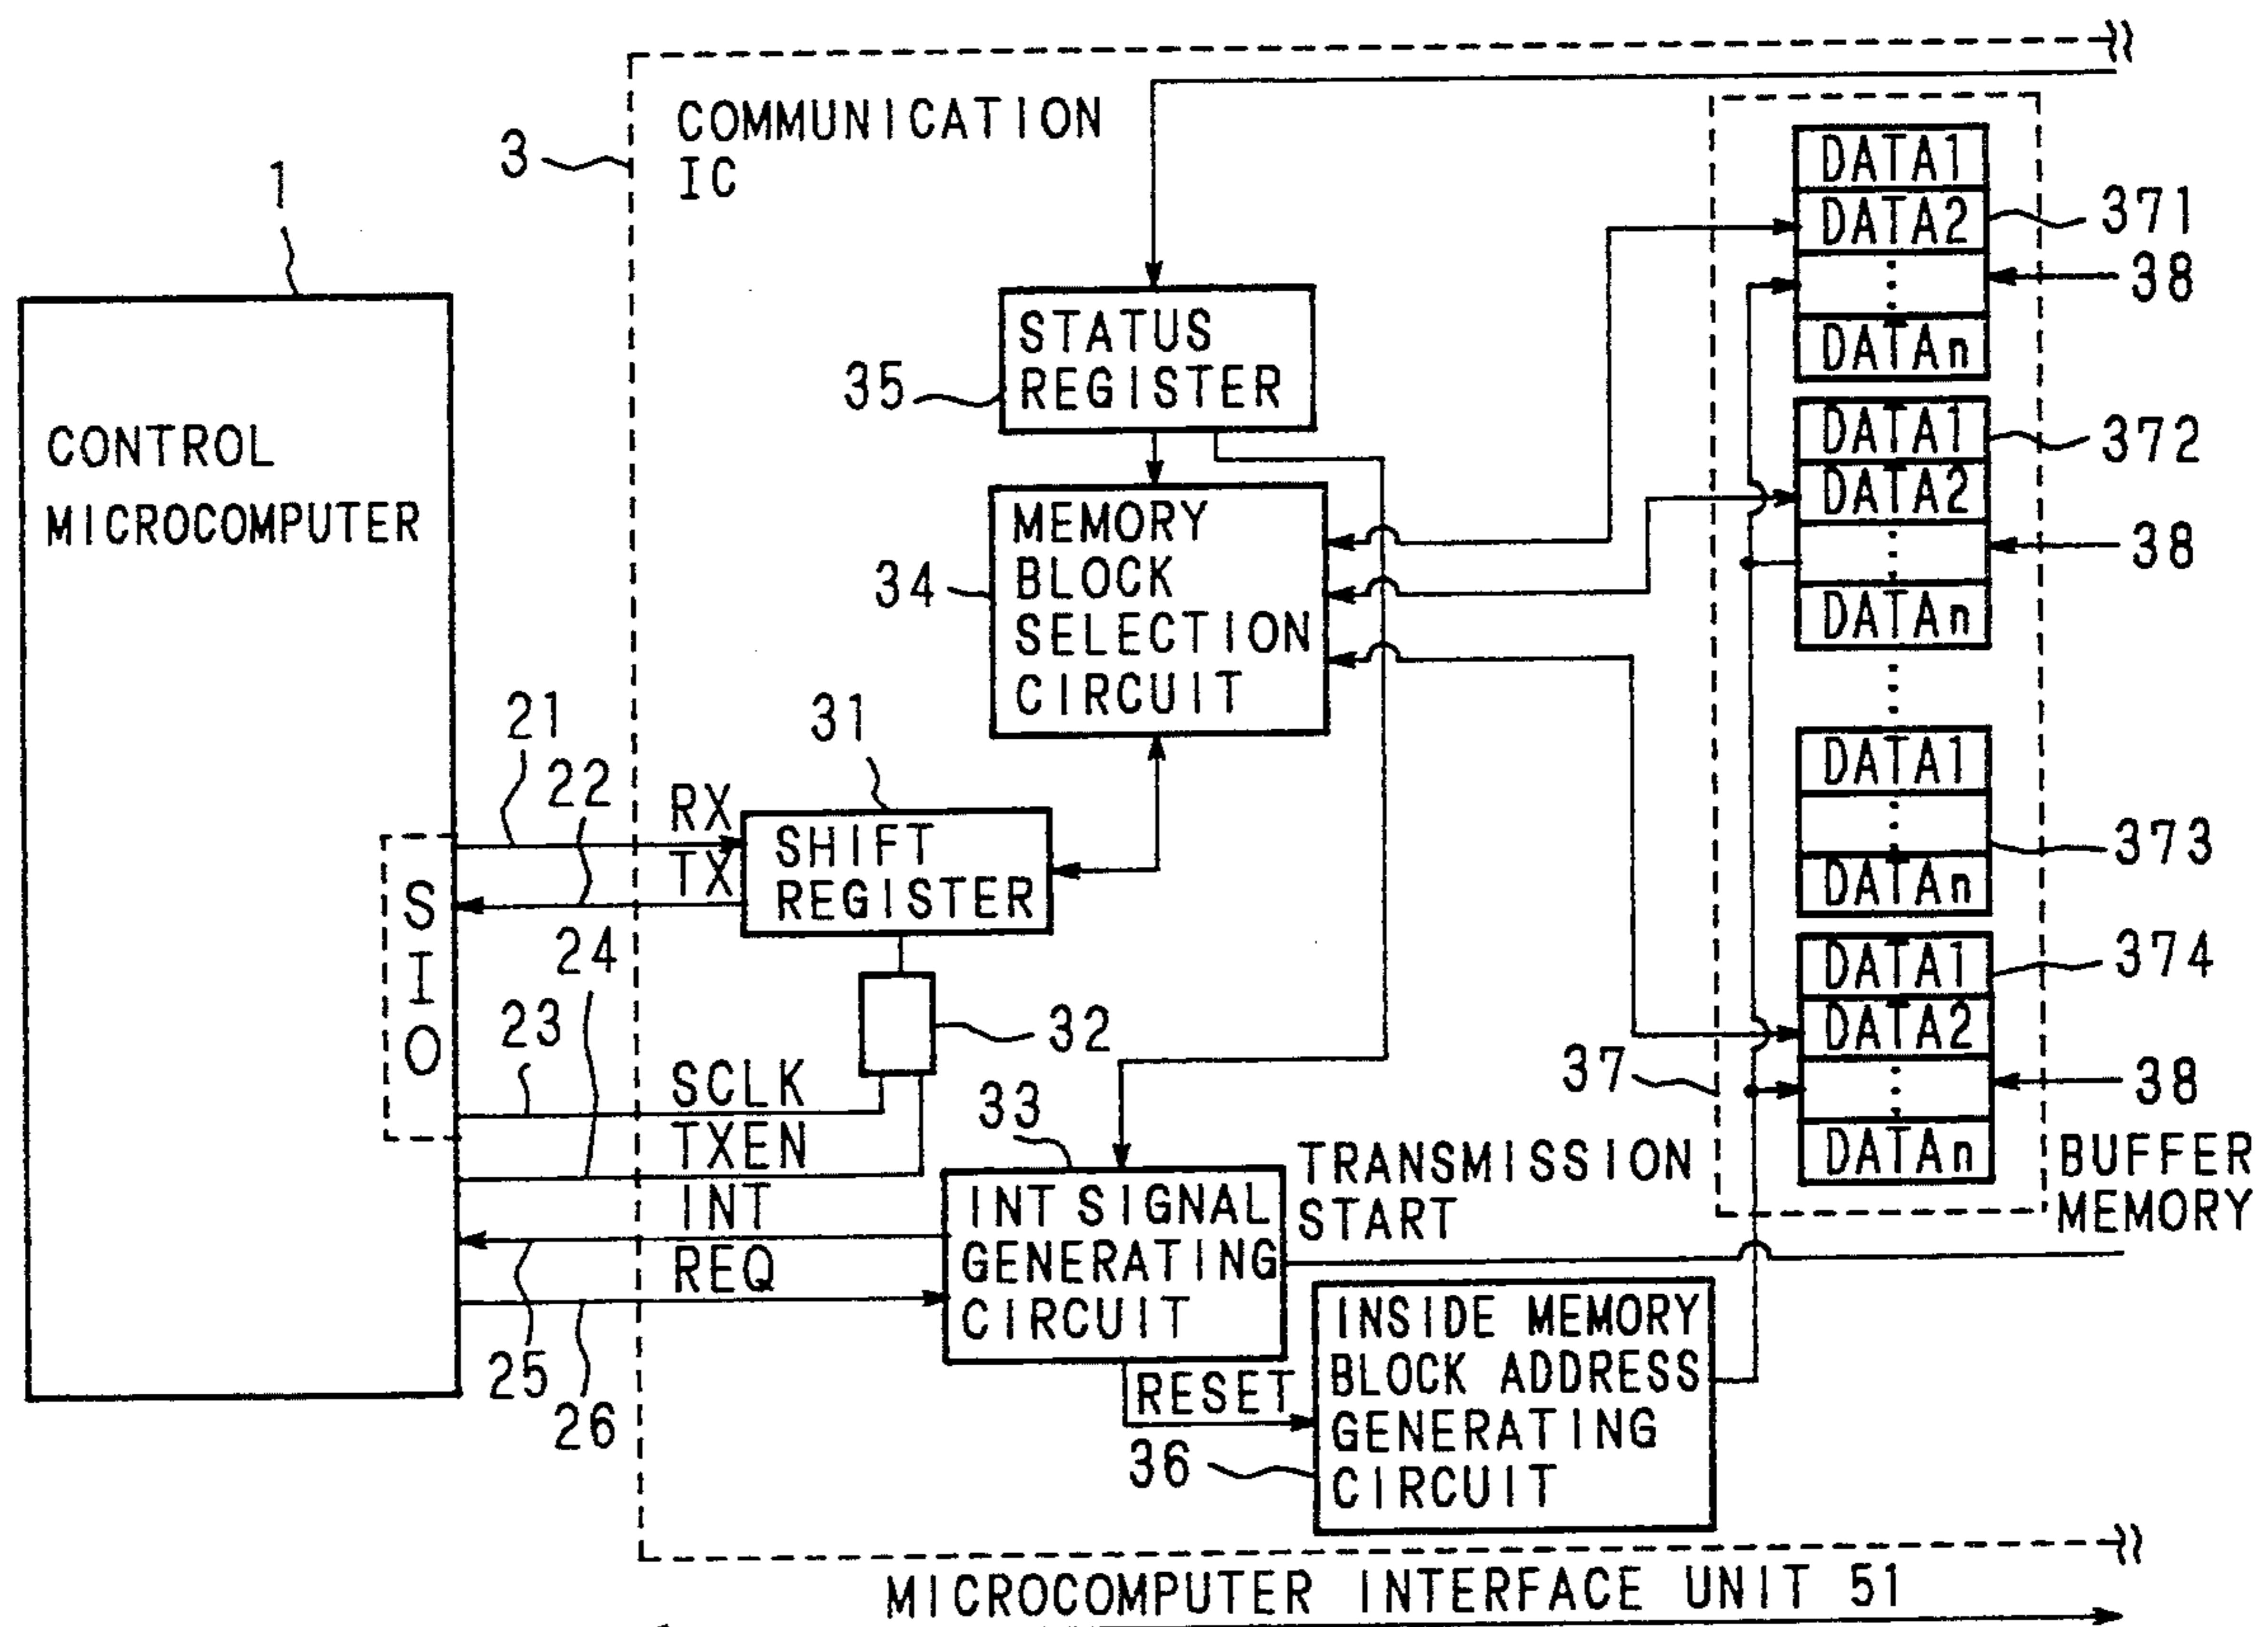 COMMUNICATION
IC
3
1
CONTROL
MICROCOMPUTER
SIO
STATUS
REGISTER
35
MEMORY
BLOCK
SELECTION
CIRCUIT
34
21
22
31
RX
TX
SHIFT
REGISTER
24
23
32
SCLK
TXEN
INT
REQ
25
26
33
INT SIGNAL
GENERATING
CIRCUIT
TRANSMISSION
START
RESET
36
INSIDE MEMORY
BLOCK ADDRESS
GENERATING
CIRCUIT
DATA1
DATA2
⋮
DATAn
371
38
DATA1
DATA2
⋮
DATAn
372
38
⋮
DATA1
⋮
DATAn
373
DATA1
DATA2
⋮
DATAn
374
38
37
BUFFER
MEMORY
MICROCOMPUTER INTERFACE UNIT 51